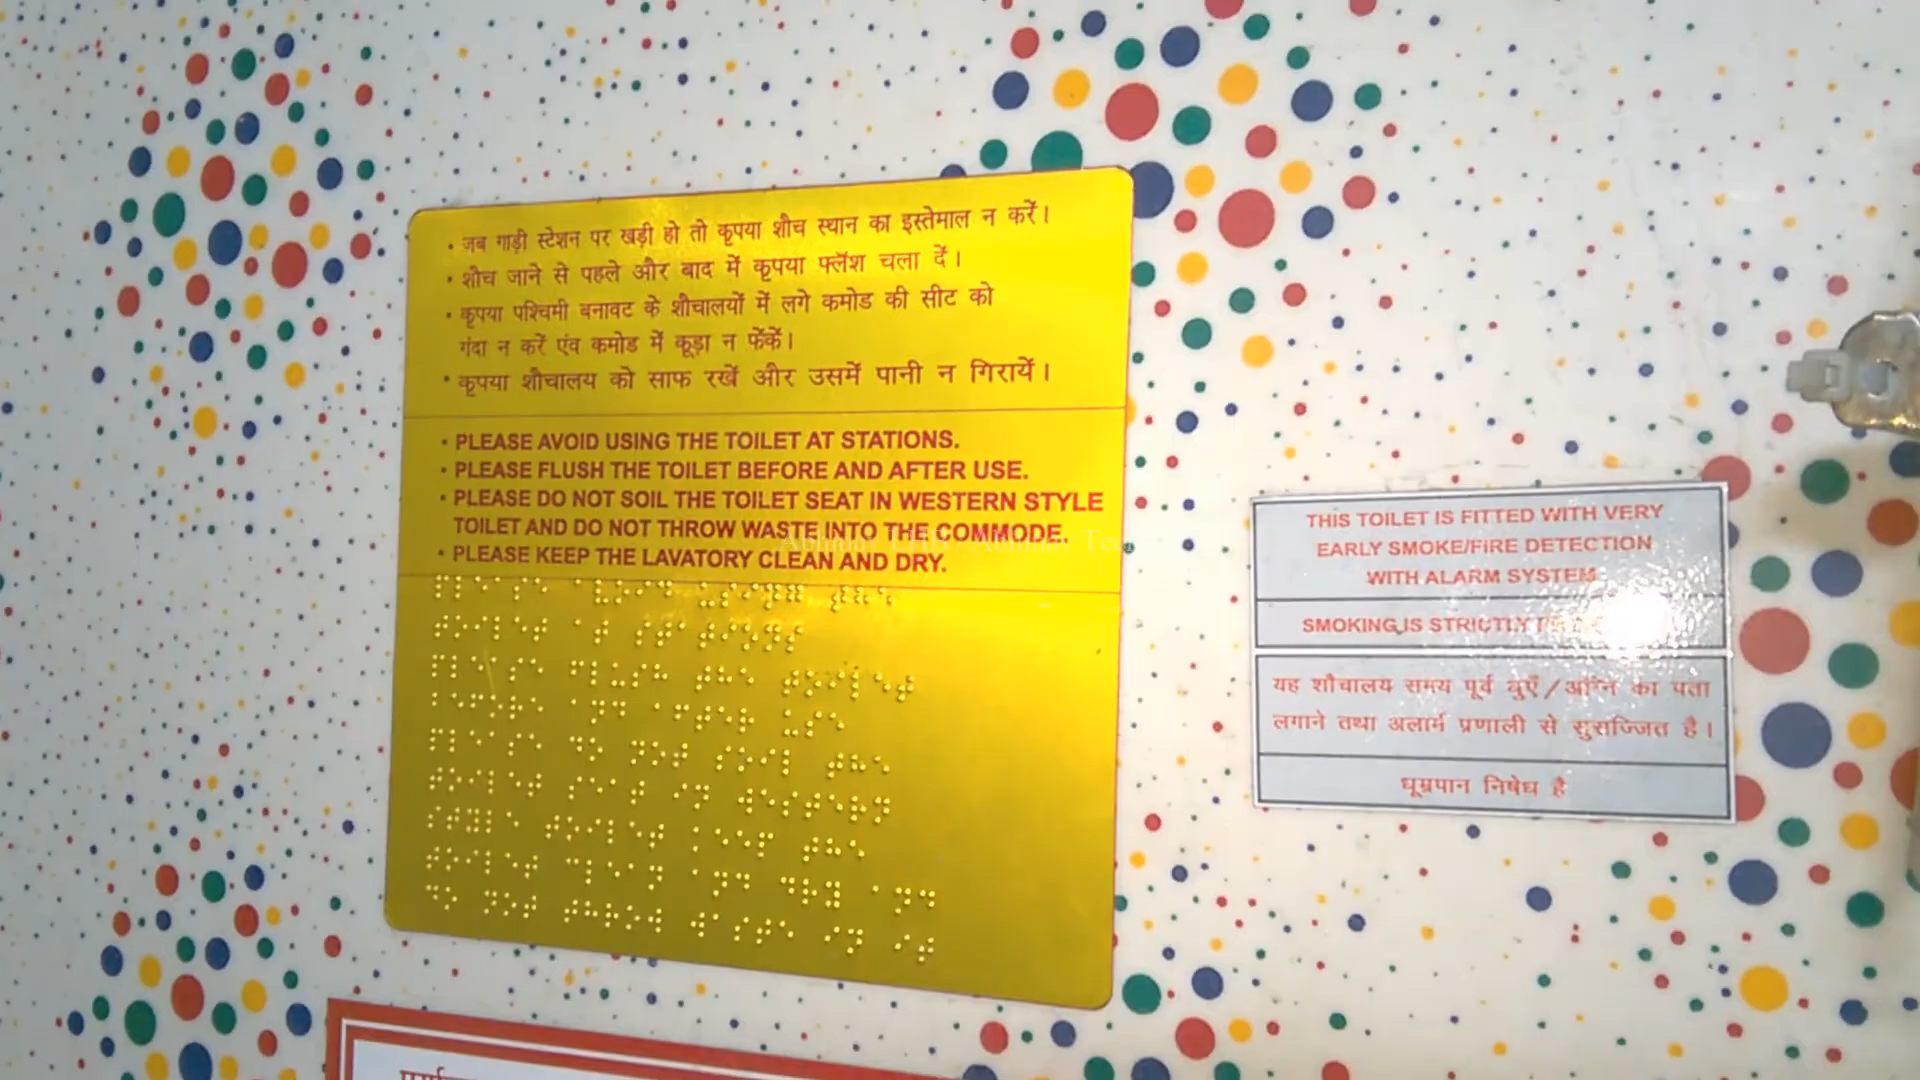 • जब गाड़ी स्टेशन पर खड़ी हो तो कृपया शौच स्थान का इस्तेमाल न करें।
• शौच जाने से पहले और बाद में कृपया फ्लॅश चला दें।
• कृपया पश्चिमी बनावट के शौचालयों में लगे कमोड की सीट को
गंदा न करें एंव कमोड में कूड़ा न फेंकें।
• कृपया शौचालय को साफ रखें और उसमें पानी न गिरायें।
• PLEASE AVOID USING THE TOILET AT STATIONS.
• PLEASE FLUSH THE TOILET BEFORE AND AFTER USE.
• PLEASE DO NOT SOIL THE TOILET SEAT IN WESTERN STYLE
TOILET AND DO NOT THROW WASTE INTO THE COMMODE.
• PLEASE KEEP THE LAVATORY CLEAN AND DRY.
THIS TOILET IS FITTED WITH VERY
EARLY SMOKE/FIRE DETECTION
WITH ALARM SYSTEM
SMOKING IS STRICTLY
यह शौचालय समय पूर्व धुएँ/अग्नि का पता
लगाने तथा अलार्म प्रणाली से सुसज्जित है।
धूम्रपान निषेध है